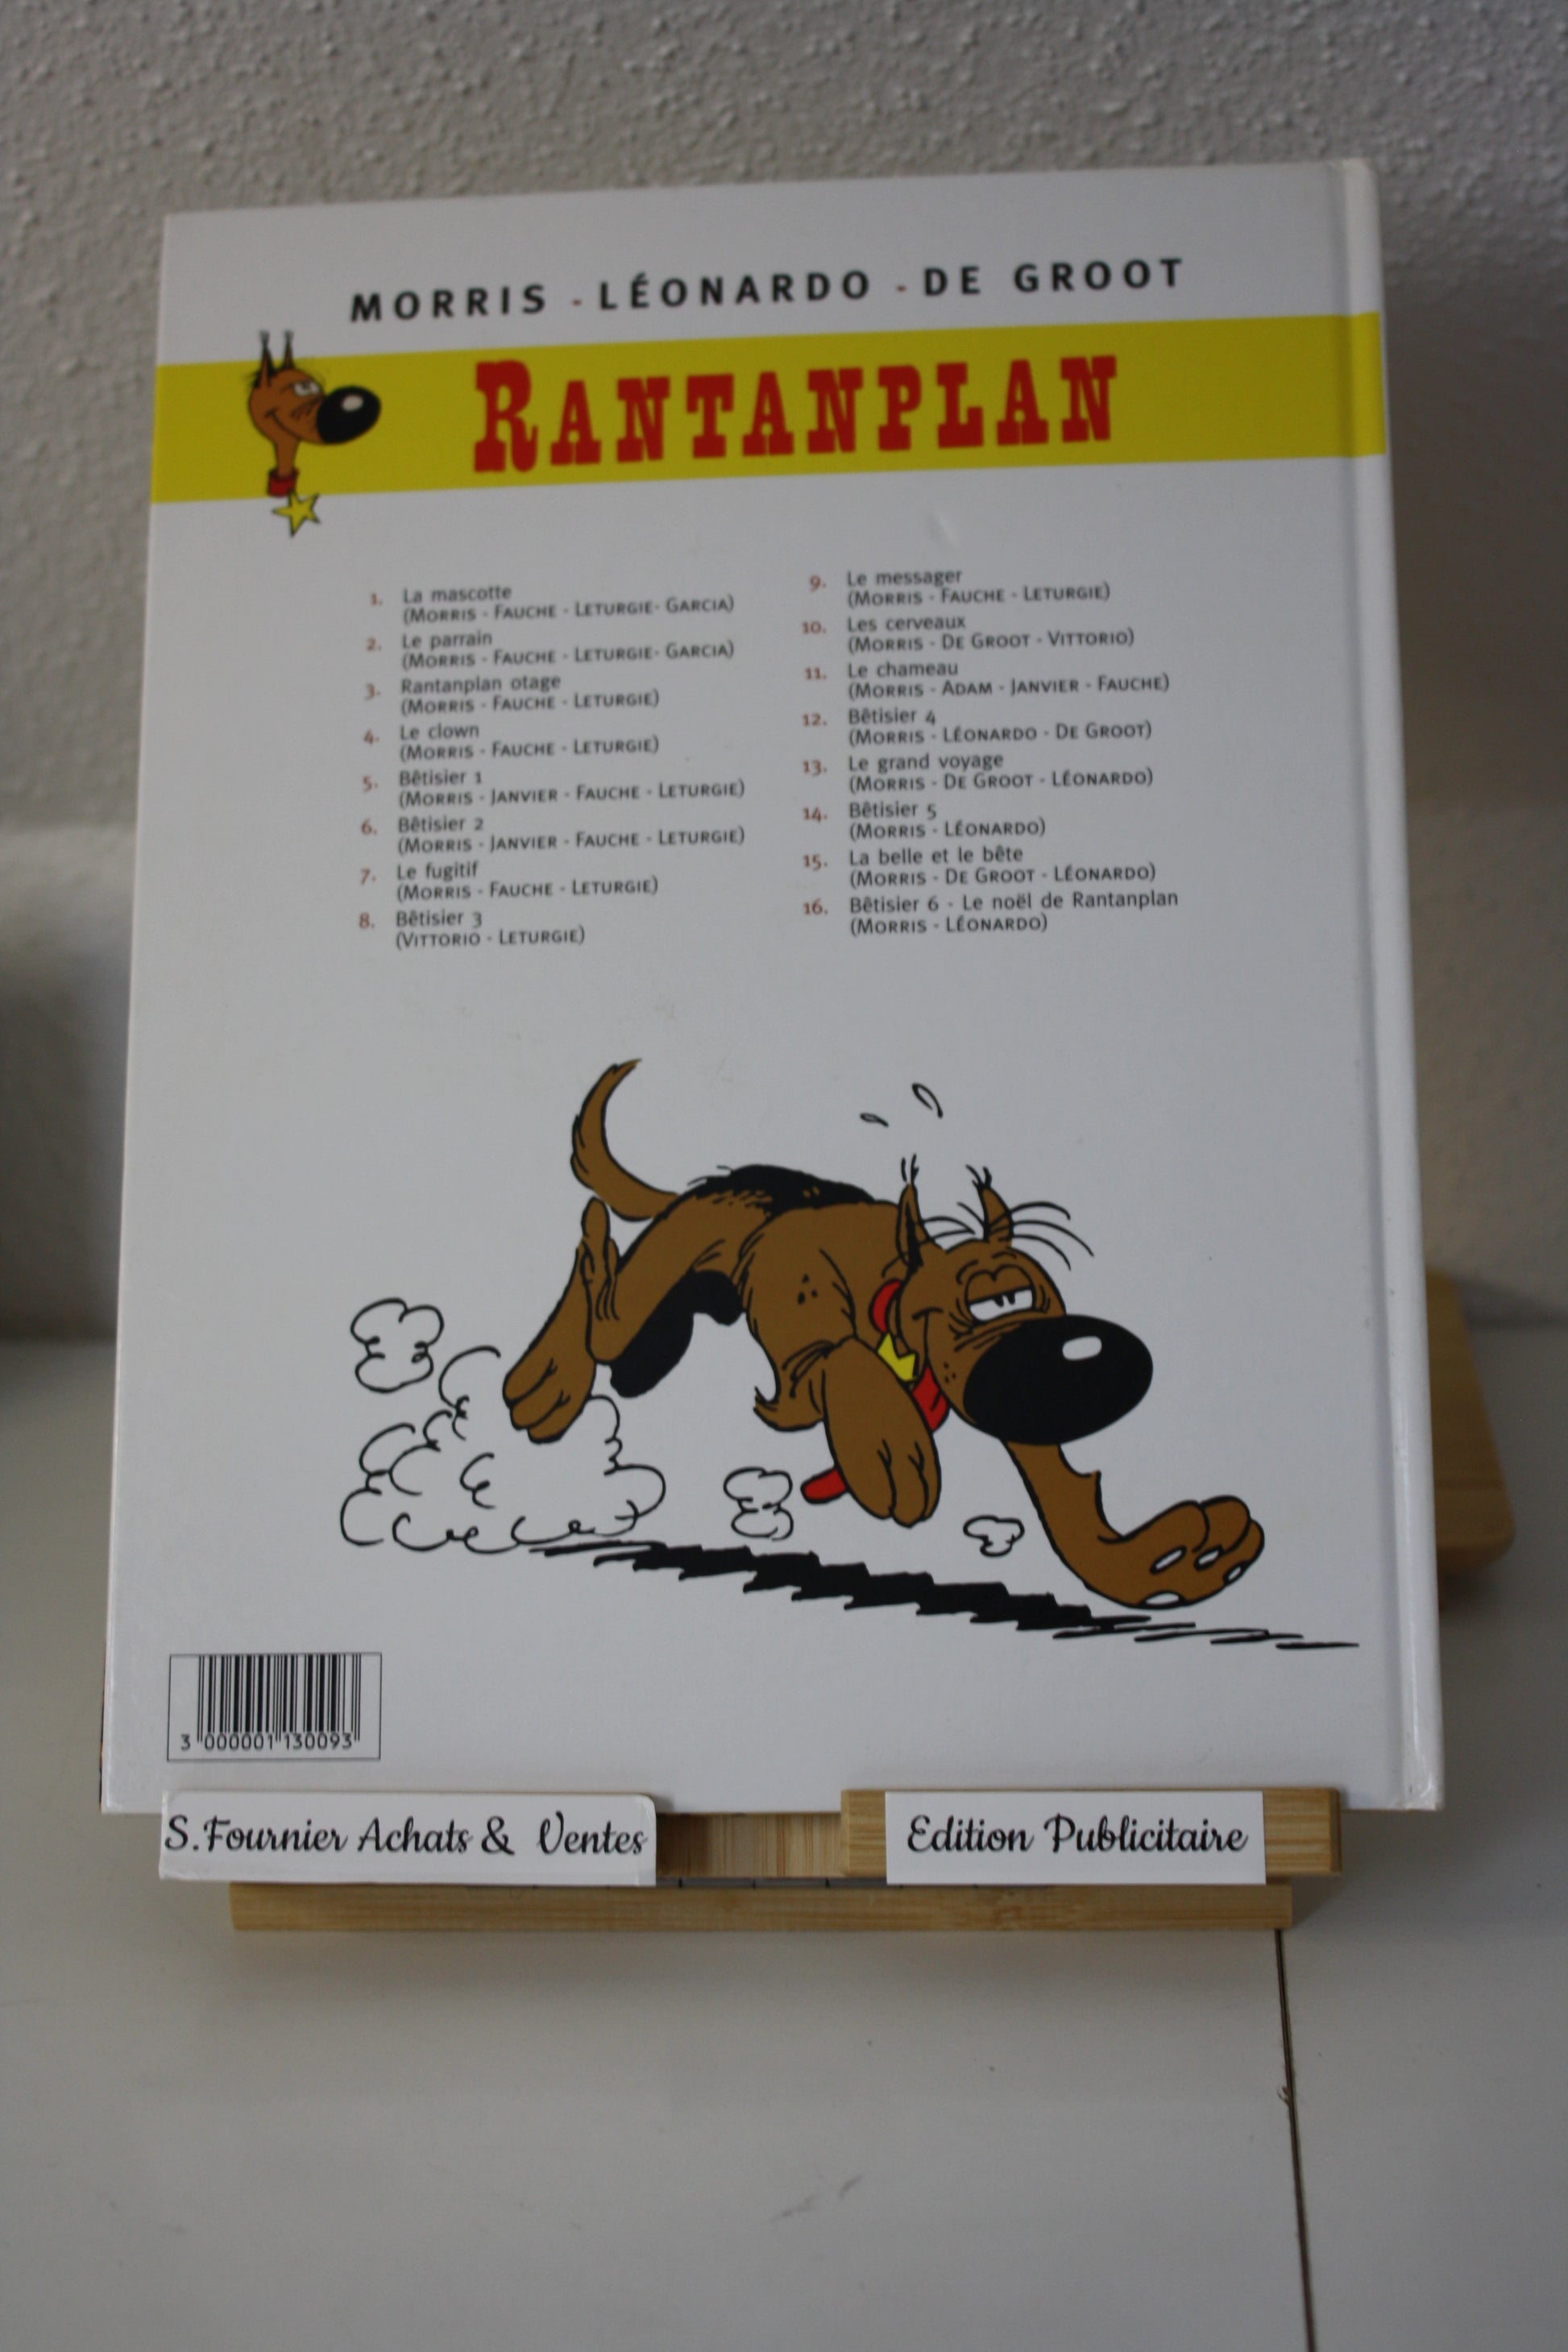 MORRIS - LÉONARDO - DE GROOT
RANTANPLAN
1. La mascotte
(MORRIS - FAUCHE - LETURGIE- GARCIA)
2. Le parrain
(MORRIS - FAUCHE - LETURGIE- GARCIA)
3. Rantanplan otage
(MORRIS - FAUCHE - LETURGIE)
4. Le clown
(MORRIS - FAUCHE - LETURGIE)
5. Bêtisier 1
(MORRIS - JANVIER - FAUCHE - LETURGIE)
6. Bêtisier 2
(MORRIS - JANVIER - FAUCHE - LETURGIE)
7. Le fugitif
(MORRIS - FAUCHE - LETURGIE)
8. Bêtisier 3
(VITTORIO - LETURGIE)
9. Le messager
(MORRIS - FAUCHE - LETURGIE)
10. Les cerveaux
(MORRIS - DE GROOT - VITTORIO)
11. Le chameau
(MORRIS - ADAM - JANVIER - FAUCHE)
12. Bêtisier 4
(MORRIS - LÉONARDO - DE GROOT)
13. Le grand voyage
(MORRIS - DE GROOT - LÉONARDO)
14. Bêtisier 5
(MORRIS - LÉONARDO)
15. La belle et le bête
(MORRIS - DE GROOT - LÉONARDO)
16. Bêtisier 6 - Le noël de Rantanplan
(MORRIS - LÉONARDO)
3 000001 130093
S.Fournier Achats & Ventes
Edition Publicitaire